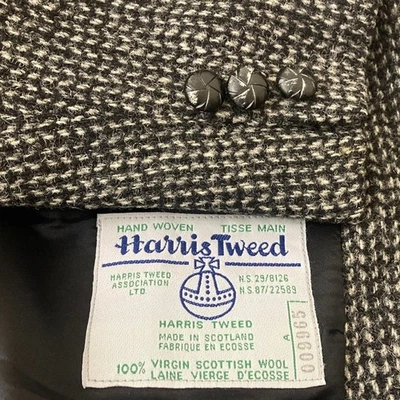 HAND WOVEN TISSE MAIN
Harris Tweed
HARRIS TWEED
ASSOCIATION
LTD.
N.S. 29/8126
N.S. 87/22589
HARRIS TWEED
MADE IN SCOTLAND
FABRIQUE EN ECOSSE
100% VIRGIN SCOTTISH WOOL
LAINE VIERGE D'ECOSSE
A
009965